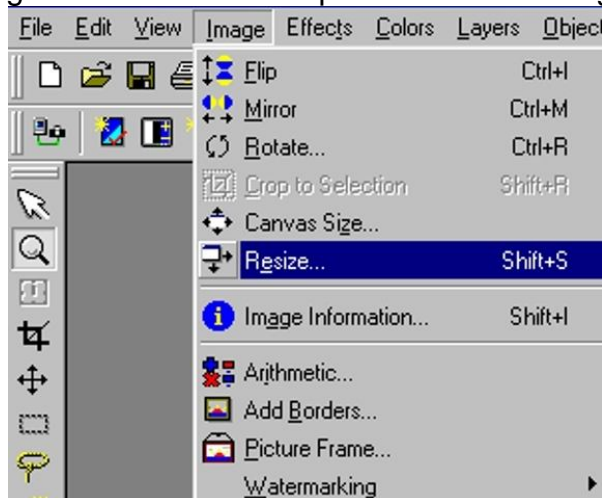 File Edit View Image Effects Colors Layers Object
Flip Ctrl+I
Mirror Ctrl+M
Rotate... Ctrl+R
Crop to Selection Shift+R
Canvas Size...
Resize... Shift+S
Image Information... Shift+I
Arithmetic...
Add Borders...
Picture Frame...
Watermarking